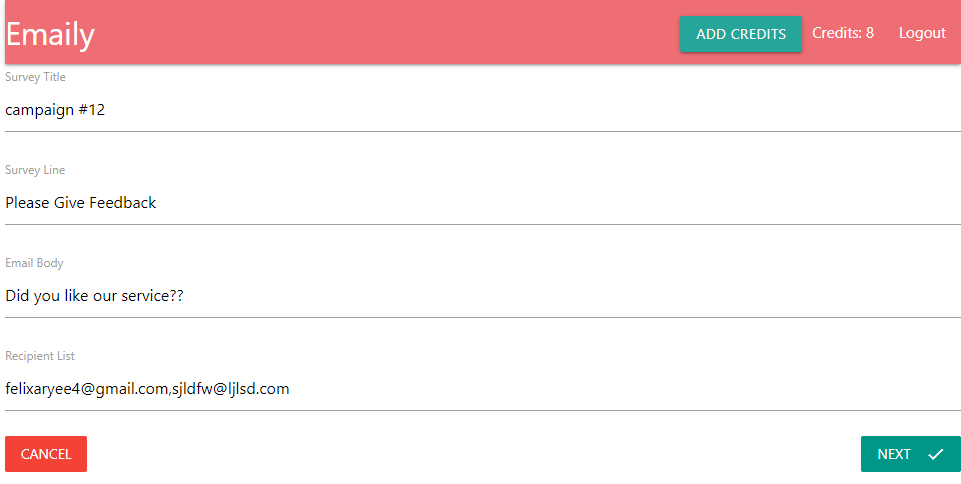 Emaily
ADD CREDITS Credits: 8 Logout
Survey Title
campaign #12
Survey Line
Please Give Feedback
Email Body
Did you like our service??
Recipient List
felixaryee4@gmail.com,sjldfw@ljlsd.com
CANCEL
NEXT